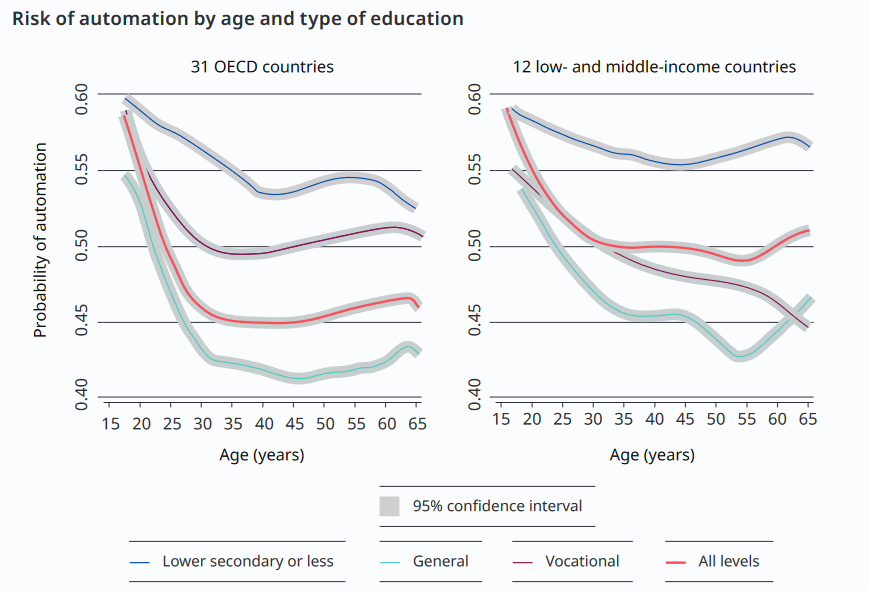 Risk of automation by age and type of education
31 OECD countries
12 low- and middle-income countries
Probability of automation
0.60
0.55
0.50
0.45
0.40
15 20 25 30 35 40 45 50 55 60 65
Age (years)
0.60
0.55
0.50
0.45
0.40
15 20 25 30 35 40 45 50 55 60 65
Age (years)
95% confidence interval
Lower secondary or less
General
Vocational
All levels